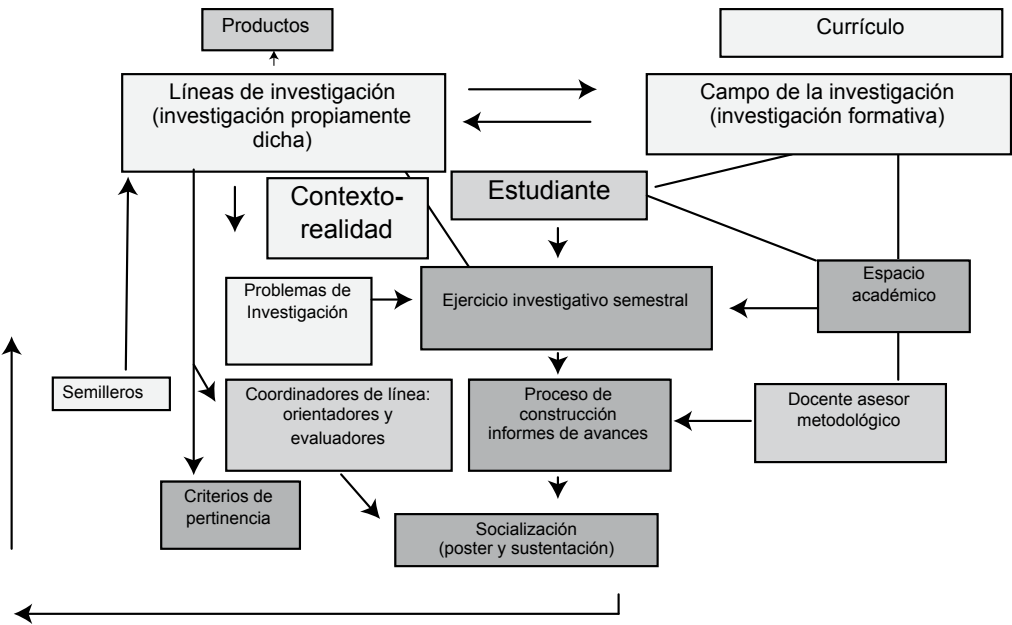 Productos
Currículo
Líneas de investigación
(investigación propiamente
dicha)
Campo de la investigación
(investigación formativa)
Contexto-
realidad
Estudiante
Problemas de
Investigación
Ejercicio investigativo semestral
Espacio
académico
Semilleros
Coordinadores de línea:
orientadores y
evaluadores
Proceso de
construcción
informes de avances
Docente asesor
metodológico
Criterios de
pertinencia
Socialización
(poster y sustentación)